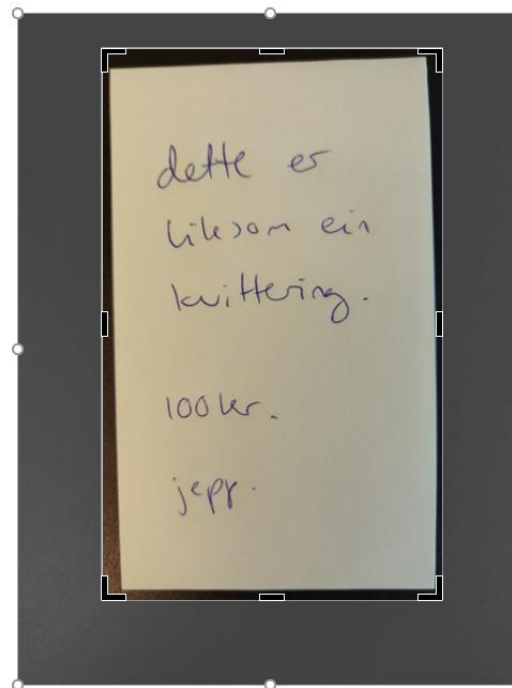 dette er
liksom ein
kvittering.
100 kr.
jepp.